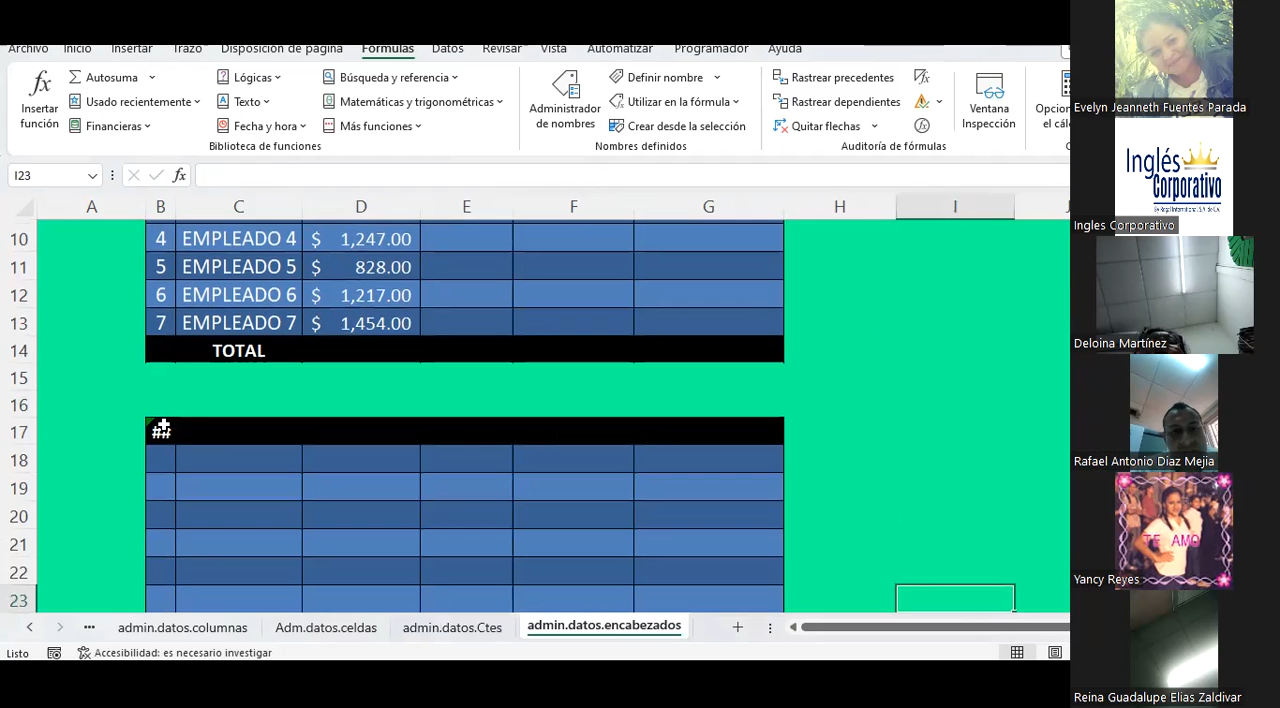 Archivo Inicio Insertar Trazo Disposición de página Fórmulas Datos Revisar Vista Automatizar Programador Ayuda
fx Insertar función
Autosuma
Usado recientemente
Financieras
Lógicas
Texto
Fecha y hora
Búsqueda y referencia
Matemáticas y trigonométricas
Más funciones
Biblioteca de funciones
Administrador de nombres
Definir nombre
Utilizar en la fórmula
Crear desde la selección
Nombres definidos
Rastrear precedentes
Rastrear dependientes
Quitar flechas
Auditoría de fórmulas
Ventana Inspección
Opcion
el cál
I23 fx
A B C D E F G H I
10 4 EMPLEADO 4 $ 1,247.00
11 5 EMPLEADO 5 $ 828.00
12 6 EMPLEADO 6 $ 1,217.00
13 7 EMPLEADO 7 $ 1,454.00
14 TOTAL
15
16
17 ##
18
19
20
21
22
23
admin.datos.columnas Adm.datos.celdas admin.datos.Ctes admin.datos.encabezados
Listo Accesibilidad: es necesario investigar
Evelyn Jeanneth Fuentes Parada
Inglés
Corporativo
Ingles Corporativo
Deloina Martínez
Rafael Antonio Díaz Mejia
TE AMO
Yancy Reyes
Reina Guadalupe Elias Zaldivar